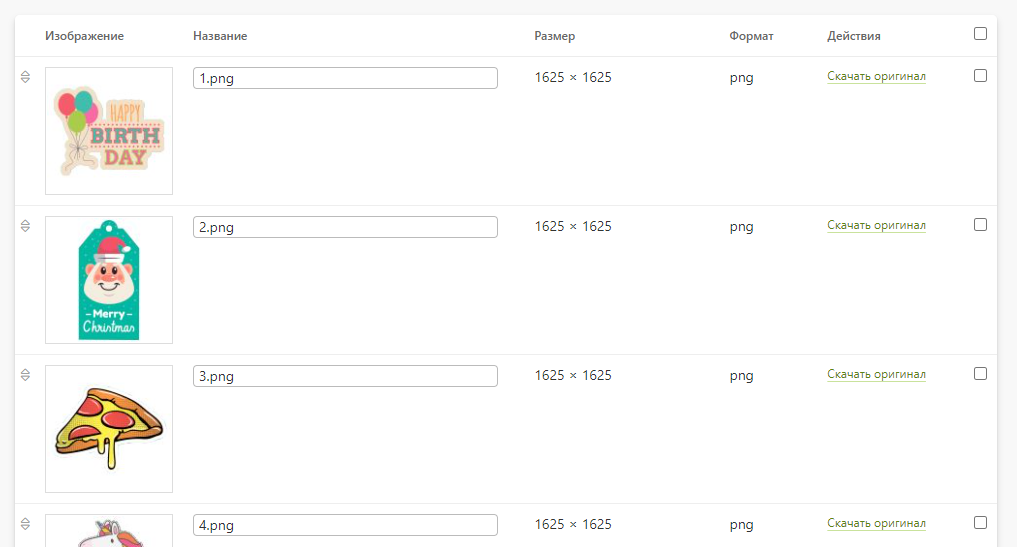 Изображение Название Размер Формат Действия
1.png 1625 × 1625 png Скачать оригинал
HAPPY
BIRTH
DAY
2.png 1625 × 1625 png Скачать оригинал
– Merry –
Christmas
3.png 1625 × 1625 png Скачать оригинал
4.png 1625 × 1625 png Скачать оригинал